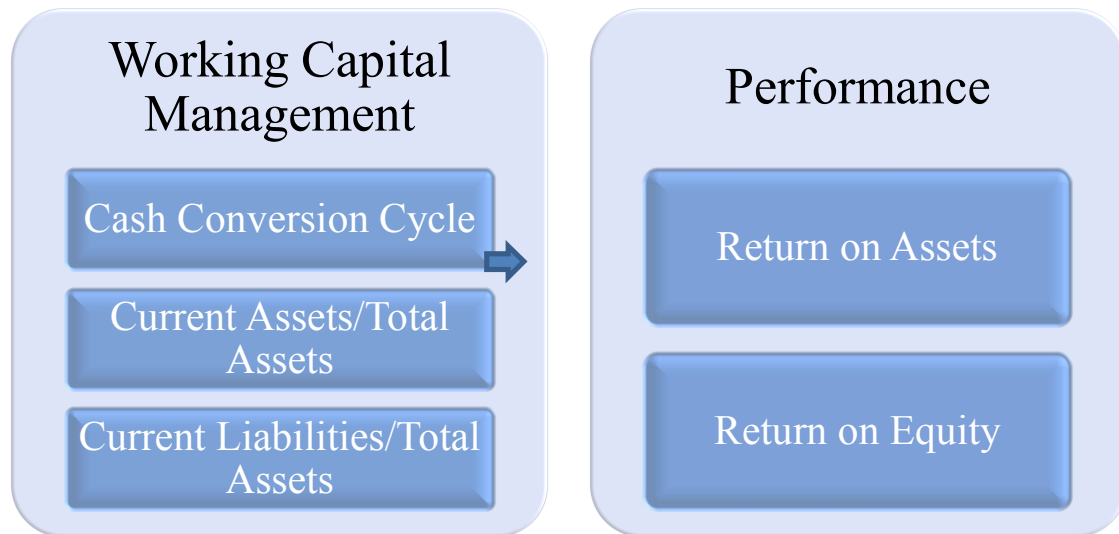 Working Capital
Management
Cash Conversion Cycle
Current Assets/Total
Assets
Current Liabilities/Total
Assets
Performance
Return on Assets
Return on Equity